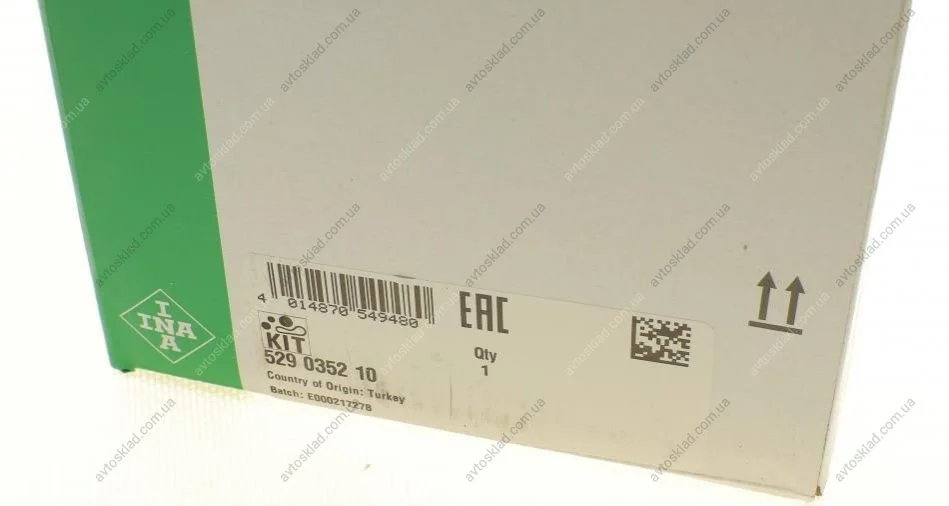 I
INA
A
4 014870 549480
EAC
KIT
529 0352 10
Qty
1
Country of Origin: Turkey
Batch: E000217278
avtosklad.com.ua